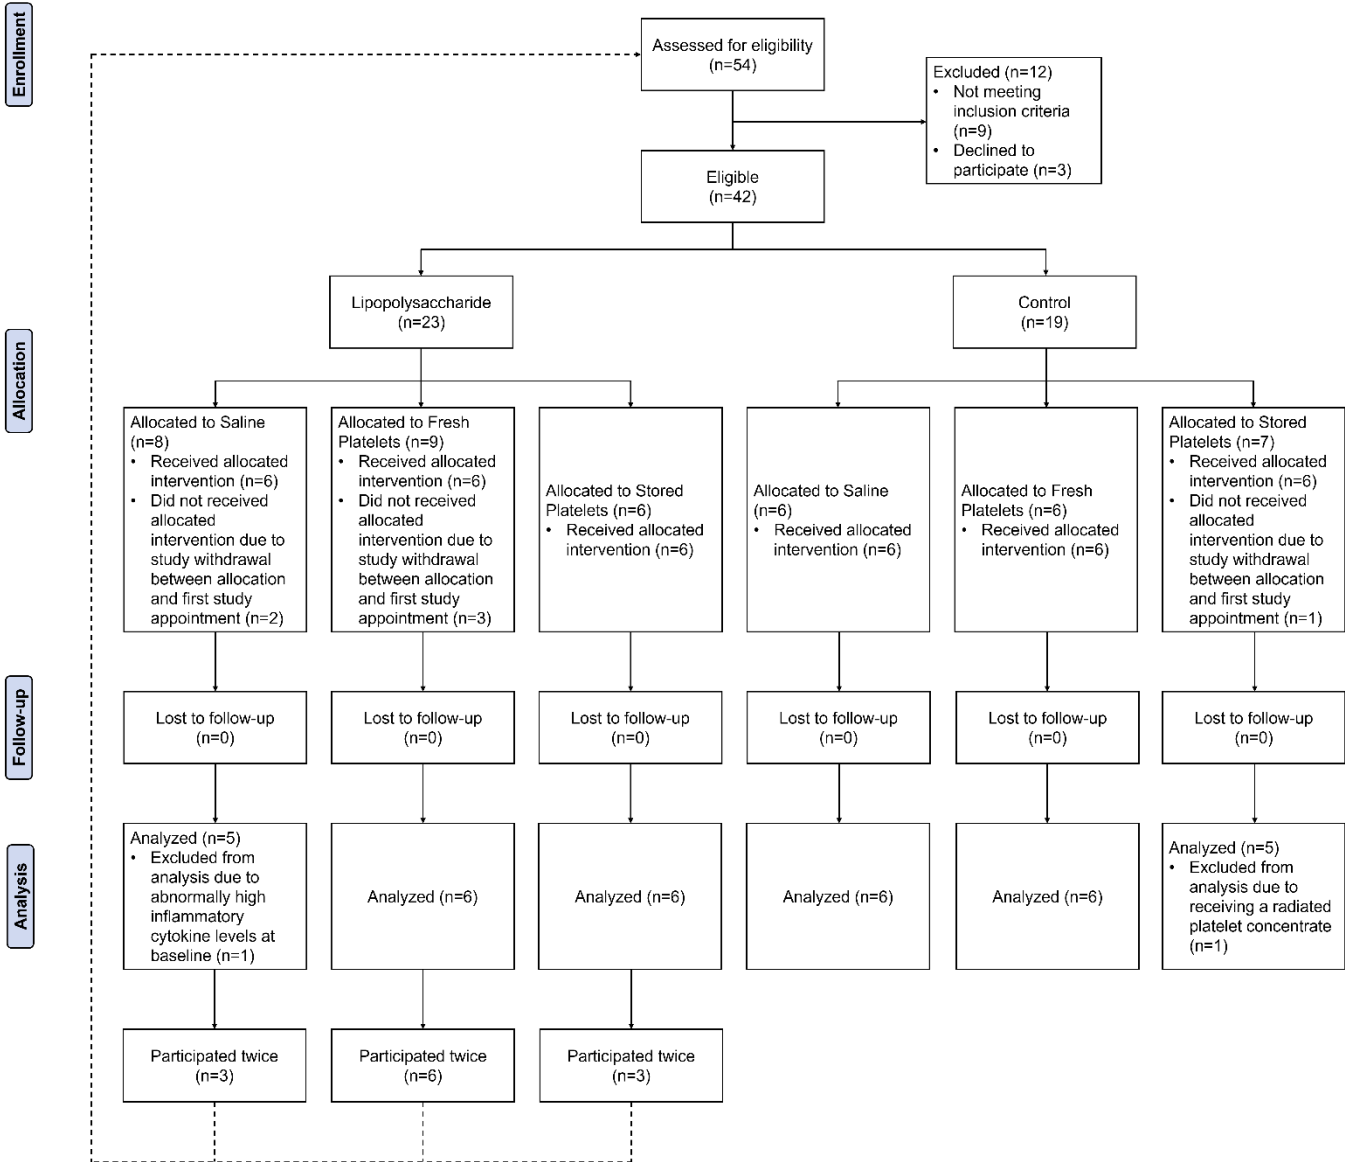 Enrollment
Assessed for eligibility
(n=54)
Excluded (n=12)
• Not meeting
inclusion criteria
(n=9)
• Declined to
participate (n=3)
Eligible
(n=42)
Allocation
Lipopolysaccharide
(n=23)
Control
(n=19)
Allocated to Saline
(n=8)
• Received allocated
intervention (n=6)
• Did not received
allocated
intervention due to
study withdrawal
between allocation
and first study
appointment (n=2)
Allocated to Fresh
Platelets (n=9)
• Received allocated
intervention (n=6)
• Did not received
allocated
intervention due to
study withdrawal
between allocation
and first study
appointment (n=3)
Allocated to Stored
Platelets (n=6)
• Received allocated
intervention (n=6)
Allocated to Saline
(n=6)
• Received allocated
intervention (n=6)
Allocated to Fresh
Platelets (n=6)
• Received allocated
intervention (n=6)
Allocated to Stored
Platelets (n=7)
• Received allocated
intervention (n=6)
• Did not received
allocated
intervention due to
study withdrawal
between allocation
and first study
appointment (n=1)
Follow-up
Lost to follow-up
(n=0)
Lost to follow-up
(n=0)
Lost to follow-up
(n=0)
Lost to follow-up
(n=0)
Lost to follow-up
(n=0)
Lost to follow-up
(n=0)
Analysis
Analyzed (n=5)
• Excluded from
analysis due to
abnormally high
inflammatory
cytokine levels at
baseline (n=1)
Analyzed (n=6)
Analyzed (n=6)
Analyzed (n=6)
Analyzed (n=6)
Analyzed (n=5)
• Excluded from
analysis due to
receiving a radiated
platelet concentrate
(n=1)
Participated twice
(n=3)
Participated twice
(n=6)
Participated twice
(n=3)